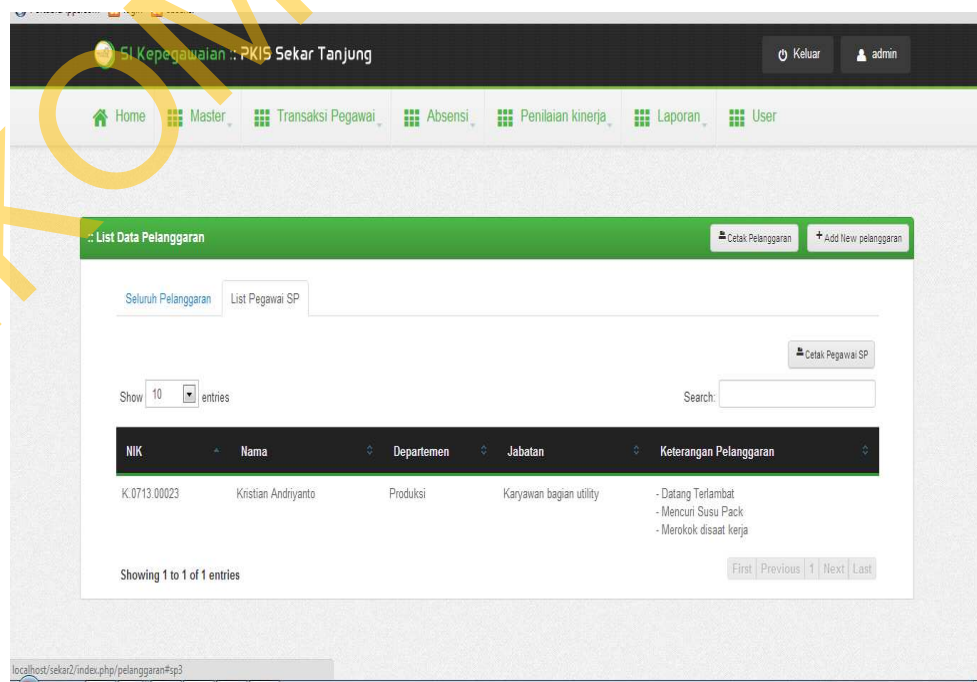 SI Kepegawaian :: PKIS Sekar Tanjung
Keluar
admin
Home
Master
Transaksi Pegawai
Absensi
Penilaian kinerja
Laporan
User
:: List Data Pelanggaran
Cetak Pelanggaran
+ Add New pelanggaran
Seluruh Pelanggaran
List Pegawai SP
Cetak Pegawai SP
Show 10 entries
Search:
NIK Nama Departemen Jabatan Keterangan Pelanggaran
K.0713.00023 Kristian Andriyanto Produksi Karyawan bagian utility - Datang Terlambat
- Mencuri Susu Pack
- Merokok disaat kerja
Showing 1 to 1 of 1 entries
First Previous 1 Next Last
localhost/sekar2/index.php/pelanggaran#sp3